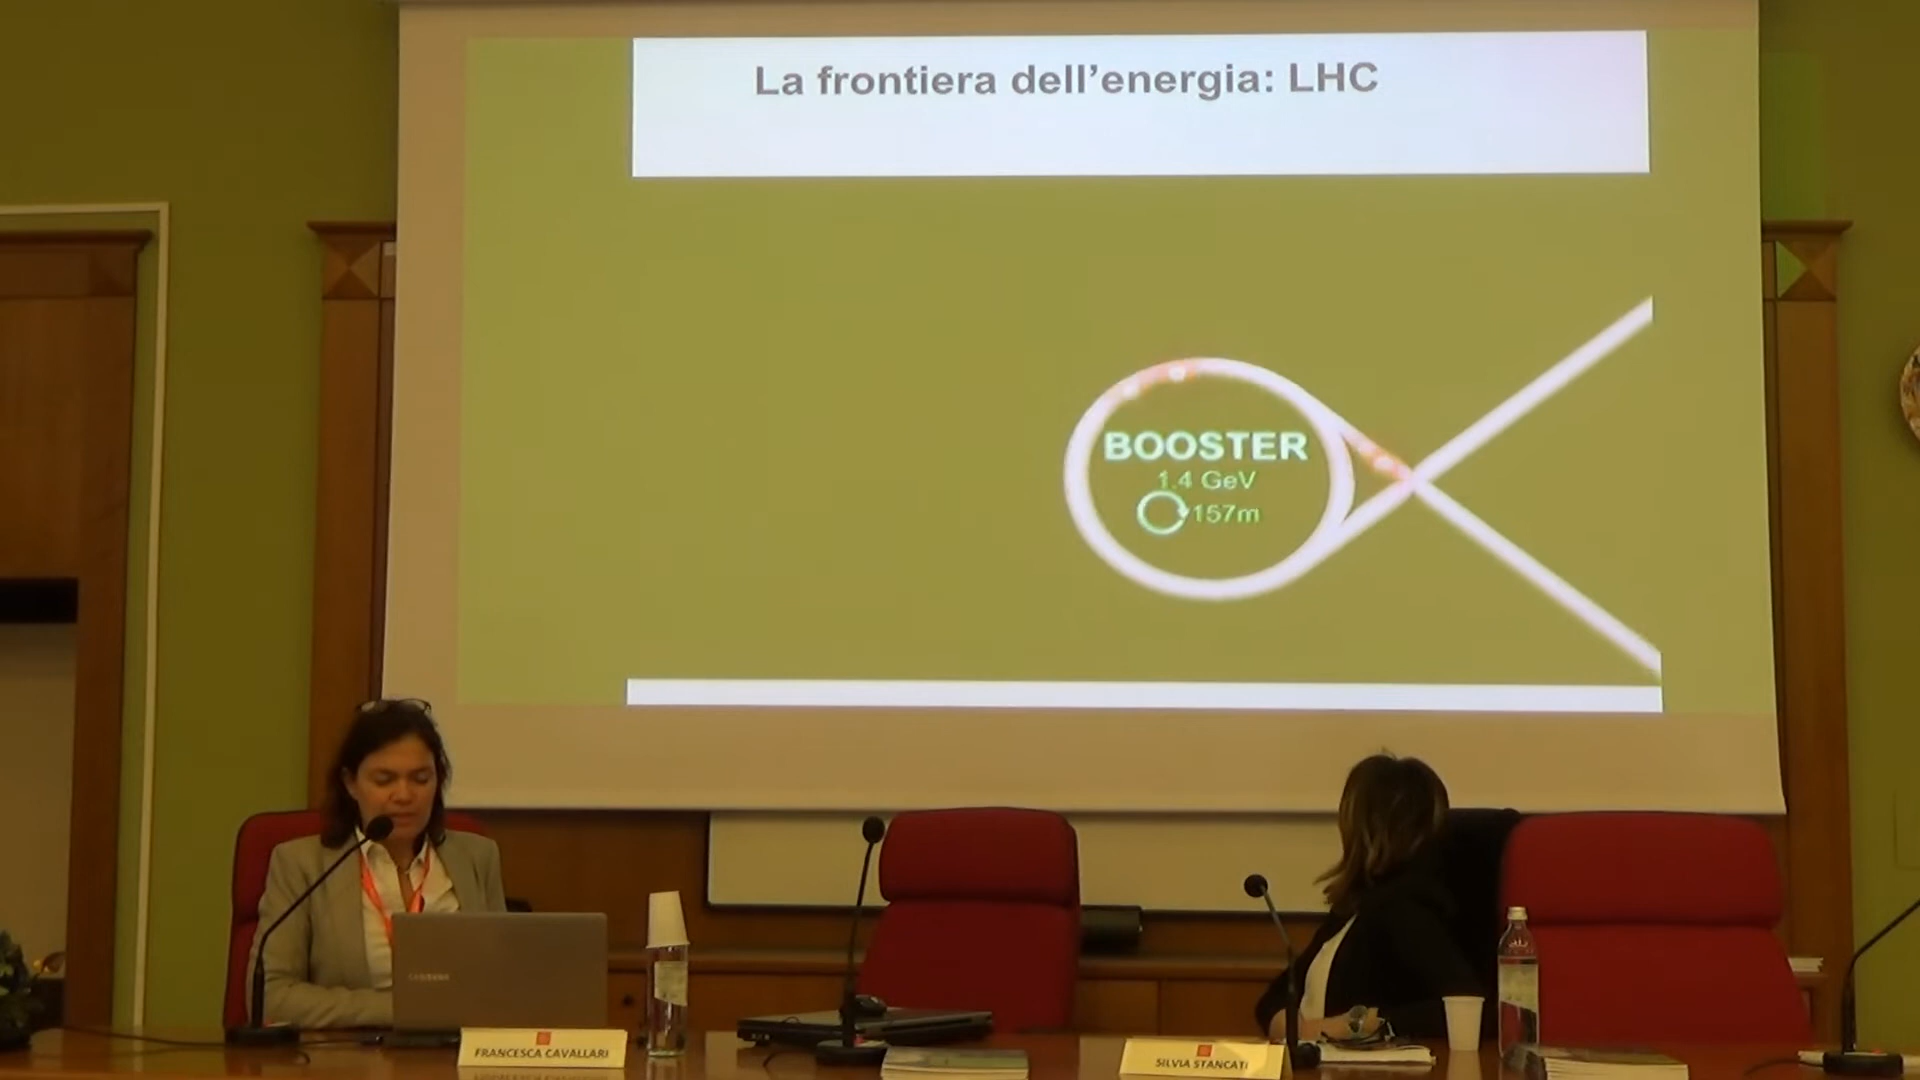 La frontiera dell’energia: LHC
BOOSTER
1.4 GeV
157m
FRANCESCA CAVALLARI
SILVIA STANCATI